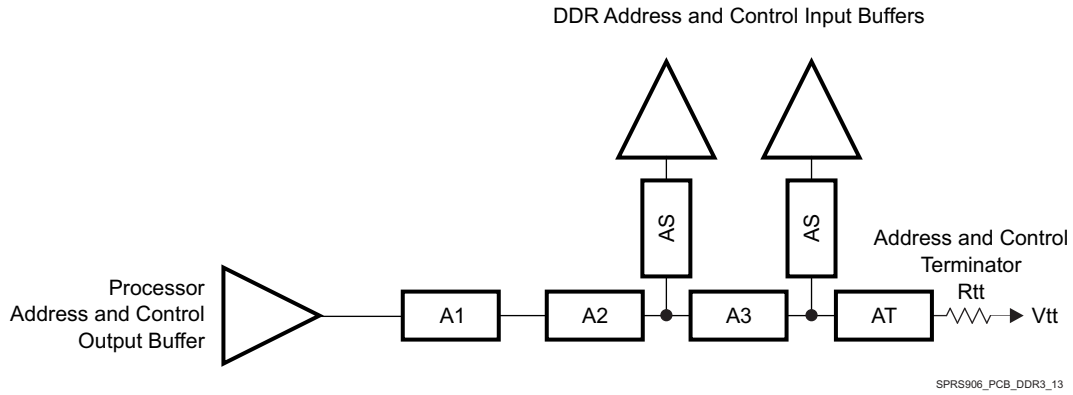 DDR Address and Control Input Buffers
AS
AS
Address and Control
Terminator
Rtt
Processor
Address and Control
Output Buffer
A1
A2
A3
AT
Vtt
SPRS906_PCB_DDR3_13